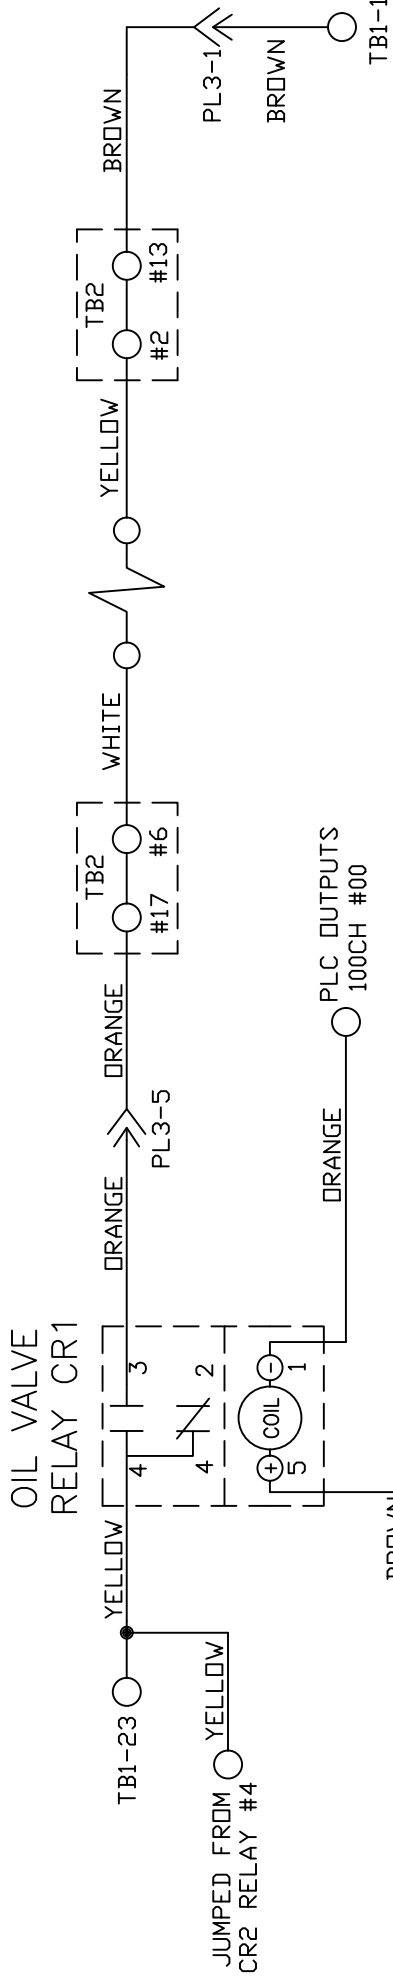 OIL VALVE
RELAY CR1
TB1-23
YELLOW
JUMPED FROM
CR2 RELAY #4
YELLOW
4
3
4
2
+
COIL
-
5
1
ORANGE
PLC OUTPUTS
100CH #00
ORANGE
PL3-5
ORANGE
TB2
#17
#6
WHITE
YELLOW
TB2
#2
#13
BROWN
PL3-1
BROWN
TB1-1